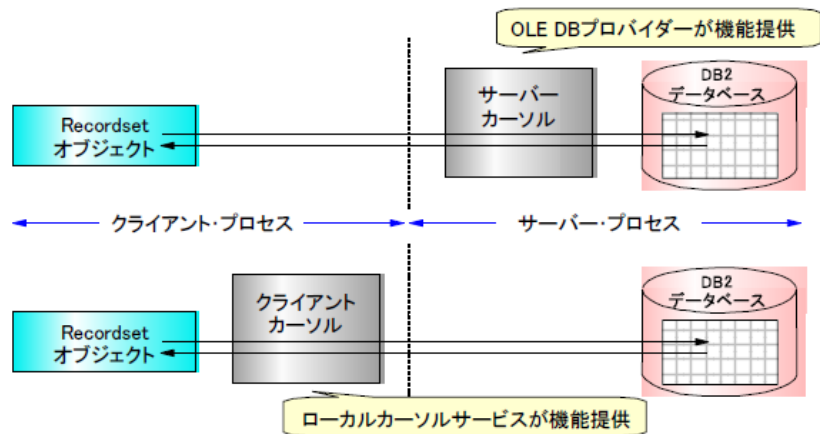 OLE DBプロバイダーが機能提供
DB2
データベース
サーバー
カーソル
Recordset
オブジェクト
クライアント・プロセス
サーバー・プロセス
DB2
データベース
クライアント
カーソル
Recordset
オブジェクト
ローカルカーソルサービスが機能提供